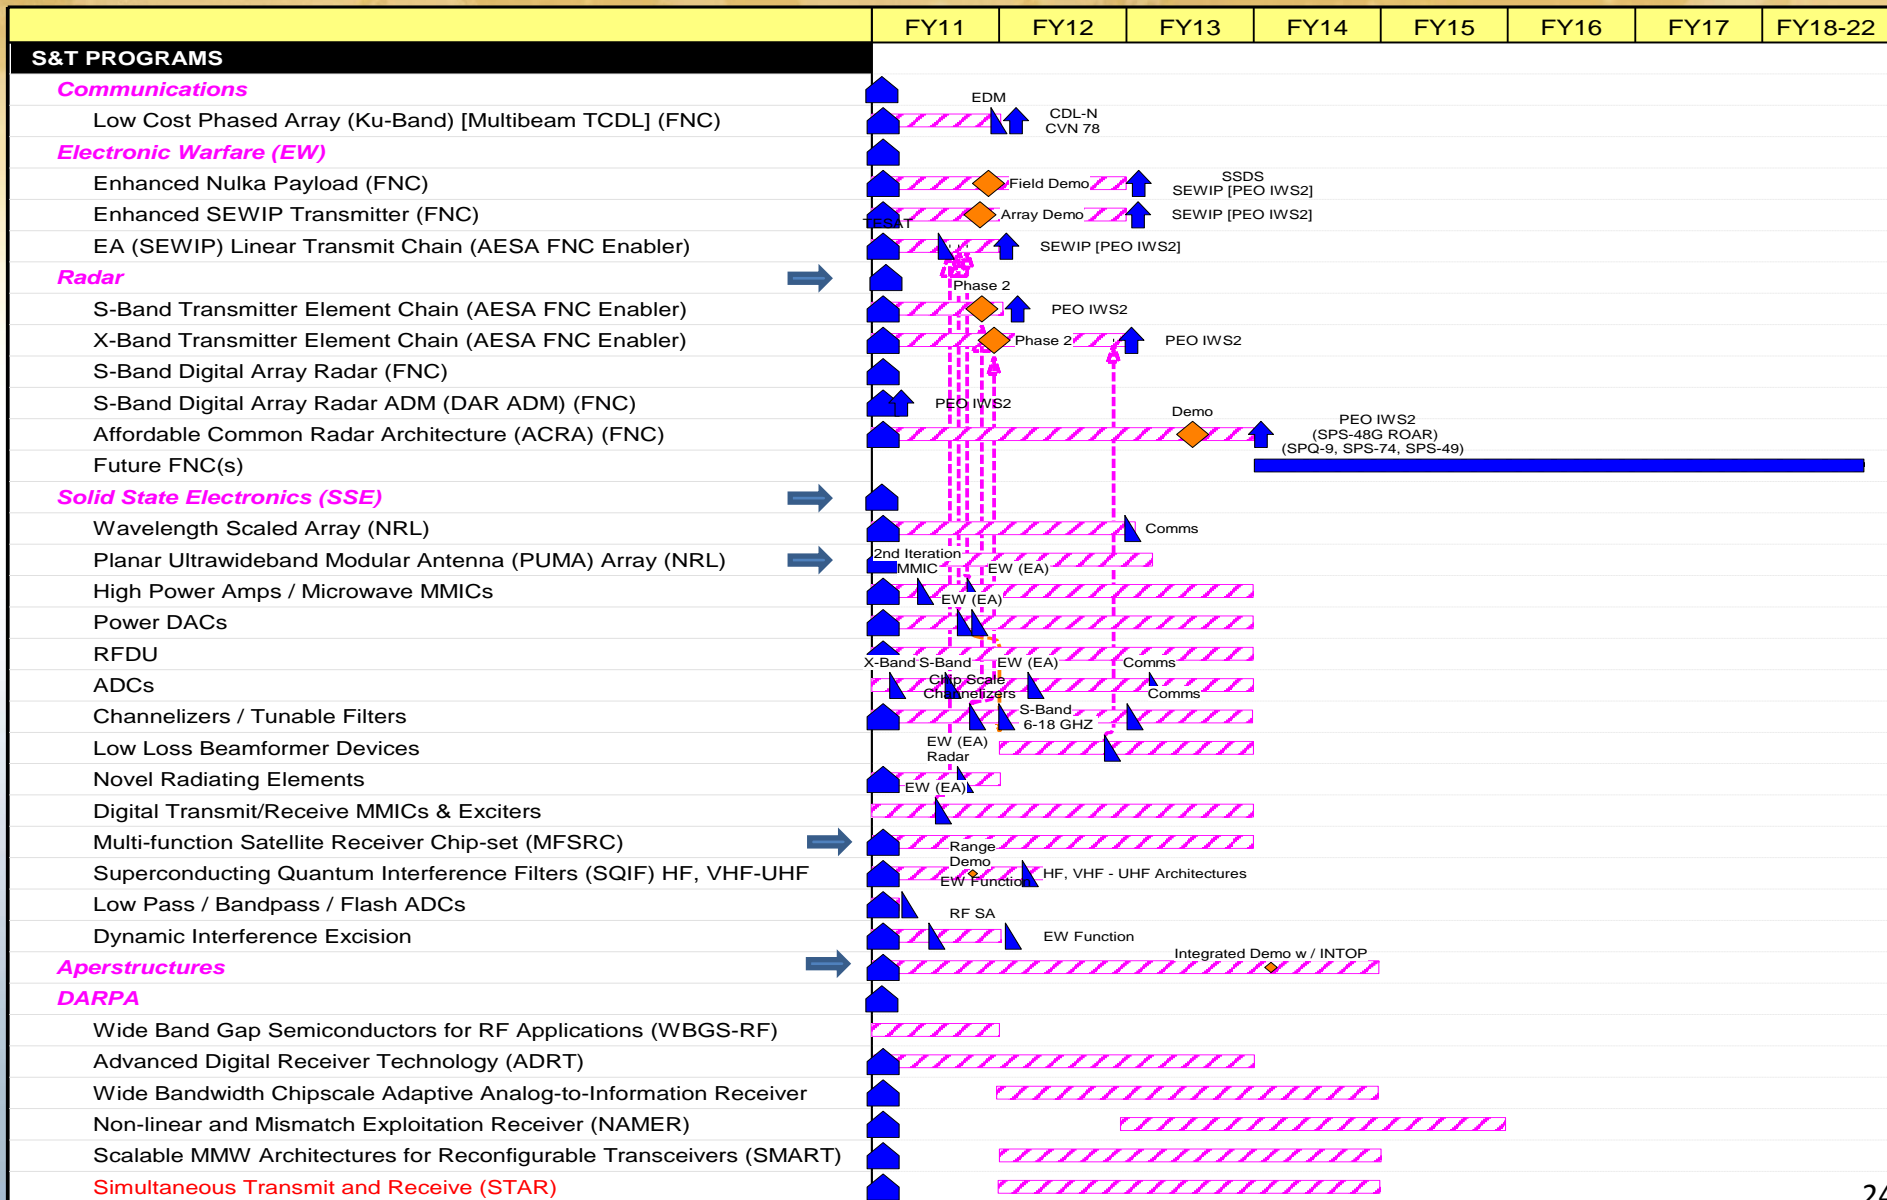 FY11 FY12 FY13 FY14 FY15 FY16 FY17 FY18-22
S&T PROGRAMS
Communications
EDM
Low Cost Phased Array (Ku-Band) [Multibeam TCDL] (FNC)
CDL-N
CVN 78
Electronic Warfare (EW)
Enhanced Nulka Payload (FNC)
Field Demo
SSDS
SEWIP [PEO IWS2]
Enhanced SEWIP Transmitter (FNC)
Array Demo
SEWIP [PEO IWS2]
EA (SEWIP) Linear Transmit Chain (AESA FNC Enabler)
SEWIP [PEO IWS2]
Radar
Phase 2
S-Band Transmitter Element Chain (AESA FNC Enabler)
PEO IWS2
X-Band Transmitter Element Chain (AESA FNC Enabler)
Phase 2
PEO IWS2
S-Band Digital Array Radar (FNC)
S-Band Digital Array Radar ADM (DAR ADM) (FNC)
PEO IWS2
Demo
Affordable Common Radar Architecture (ACRA) (FNC)
PEO IWS2
(SPS-48G ROAR)
(SPQ-9, SPS-74, SPS-49)
Future FNC(s)
Solid State Electronics (SSE)
Wavelength Scaled Array (NRL)
Comms
Planar Ultrawideband Modular Antenna (PUMA) Array (NRL)
2nd Iteration
MMIC
EW (EA)
High Power Amps / Microwave MMICs
EW (EA)
Power DACs
RFDU
X-Band S-Band EW (EA) Comms
ADCs
Chip Scale
Channelizers
Comms
Channelizers / Tunable Filters
S-Band
6-18 GHZ
Low Loss Beamformer Devices
EW (EA)
Radar
Novel Radiating Elements
EW (EA)
Digital Transmit/Receive MMICs & Exciters
Multi-function Satellite Receiver Chip-set (MFSRC)
Range
Demo
Superconducting Quantum Interference Filters (SQIF) HF, VHF-UHF
EW Function
HF, VHF - UHF Architectures
Low Pass / Bandpass / Flash ADCs
RF SA
Dynamic Interference Excision
EW Function
Integrated Demo w / INTOP
Aperstructures
DARPA
Wide Band Gap Semiconductors for RF Applications (WBGS-RF)
Advanced Digital Receiver Technology (ADRT)
Wide Bandwidth Chipscale Adaptive Analog-to-Information Receiver
Non-linear and Mismatch Exploitation Receiver (NAMER)
Scalable MMW Architectures for Reconfigurable Transceivers (SMART)
Simultaneous Transmit and Receive (STAR)
24